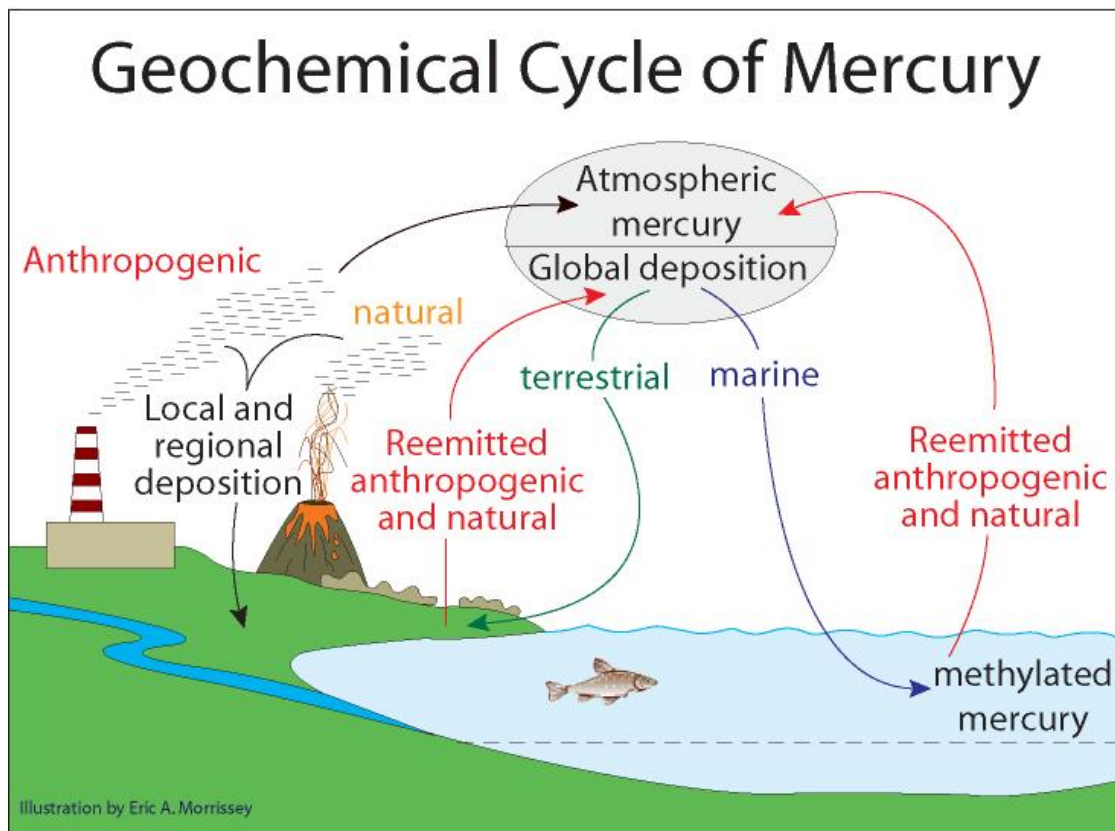 Geochemical Cycle of Mercury
Atmospheric
mercury
Global deposition
Anthropogenic
natural
terrestrial
marine
Local and
regional
deposition
Reemitted
anthropogenic
and natural
Reemitted
anthropogenic
and natural
methylated
mercury
Illustration by Eric A. Morrissey